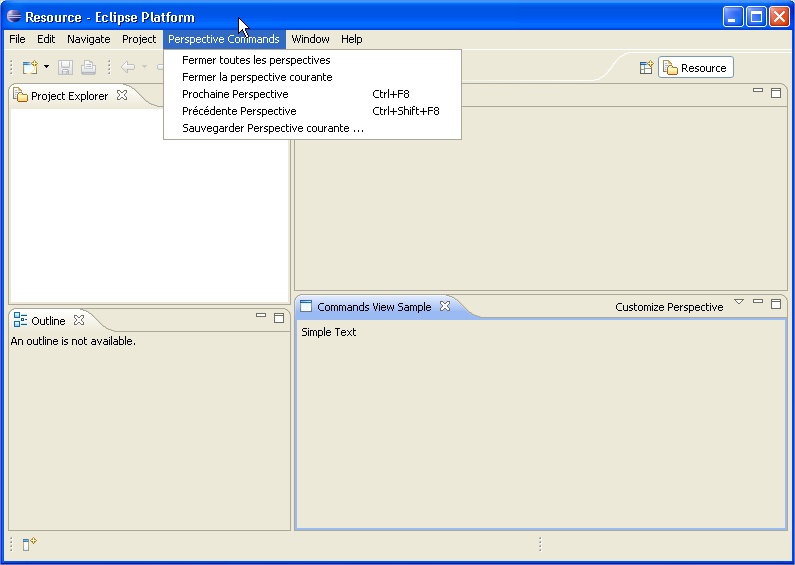 Resource - Eclipse Platform
File Edit Navigate Project Perspective Commands Window Help
Fermer toutes les perspectives
Fermer la perspective courante
Prochaine Perspective Ctrl+F8
Précédente Perspective Ctrl+Shift+F8
Sauvegarder Perspective courante ...
Resource
Project Explorer
Commands View Sample Customize Perspective
Simple Text
Outline
An outline is not available.